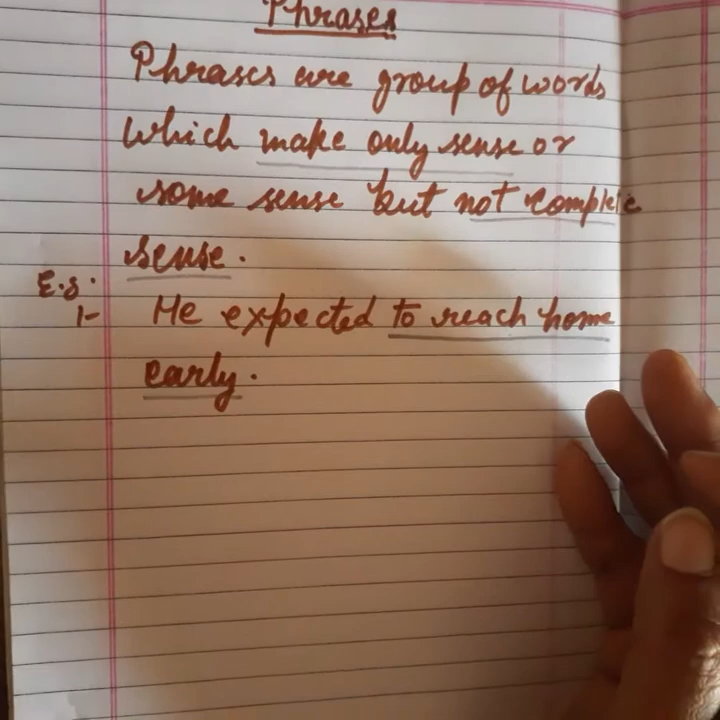 Phrases
Phrases are group of words
which make only sense or
some sense but not complete
sense.
E.g.
1- He expected to reach home
early.